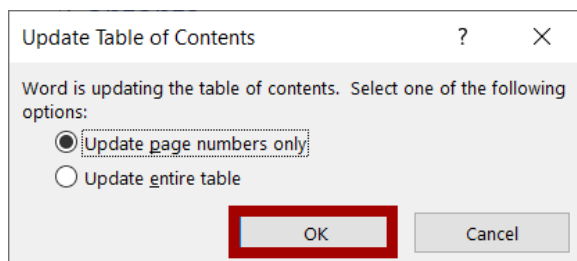 Update Table of Contents
Word is updating the table of contents. Select one of the following
options:
Update page numbers only
Update entire table
OK
Cancel